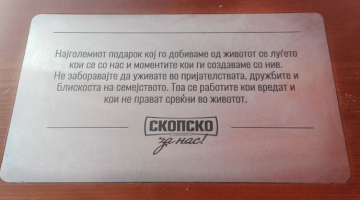 Најголемиот подарок кој го добиваме од животот се луѓето
кои се со нас и моментите кои ги создаваме со нив.
Не заборавајте да уживате во пријателствата, дружбите и
блискоста на семејството. Тоа се работите кои вредат и
кои не прават среќни во животот.
СКОПСКО
за нас!